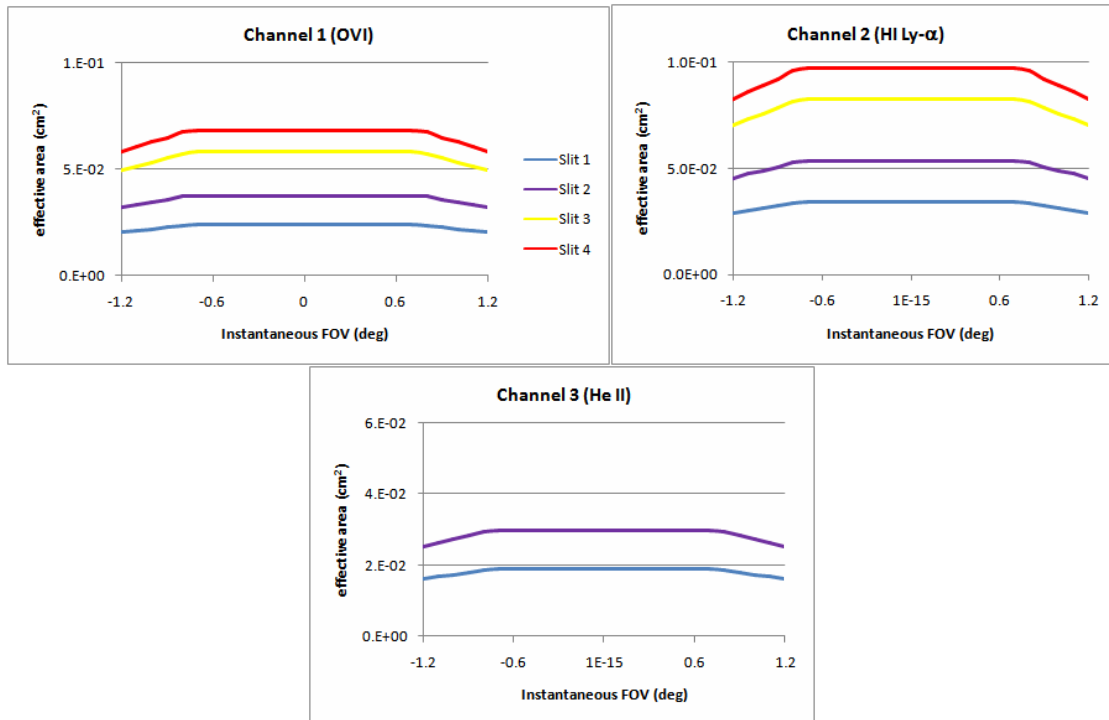 Channel 1 (OVI)
effective area (cm²)
1.E-01
5.E-02
0.E+00
-1.2 -0.6 0 0.6 1.2
Instantaneous FOV (deg)
Slit 1
Slit 2
Slit 3
Slit 4
Channel 2 (HI Ly-α)
effective area (cm²)
1.0E-01
5.0E-02
0.0E+00
-1.2 -0.6 1E-15 0.6 1.2
Instantaneous FOV (deg)
Channel 3 (He II)
effective area (cm²)
6.E-02
4.E-02
2.E-02
0.E+00
-1.2 -0.6 1E-15 0.6 1.2
Instantaneous FOV (deg)